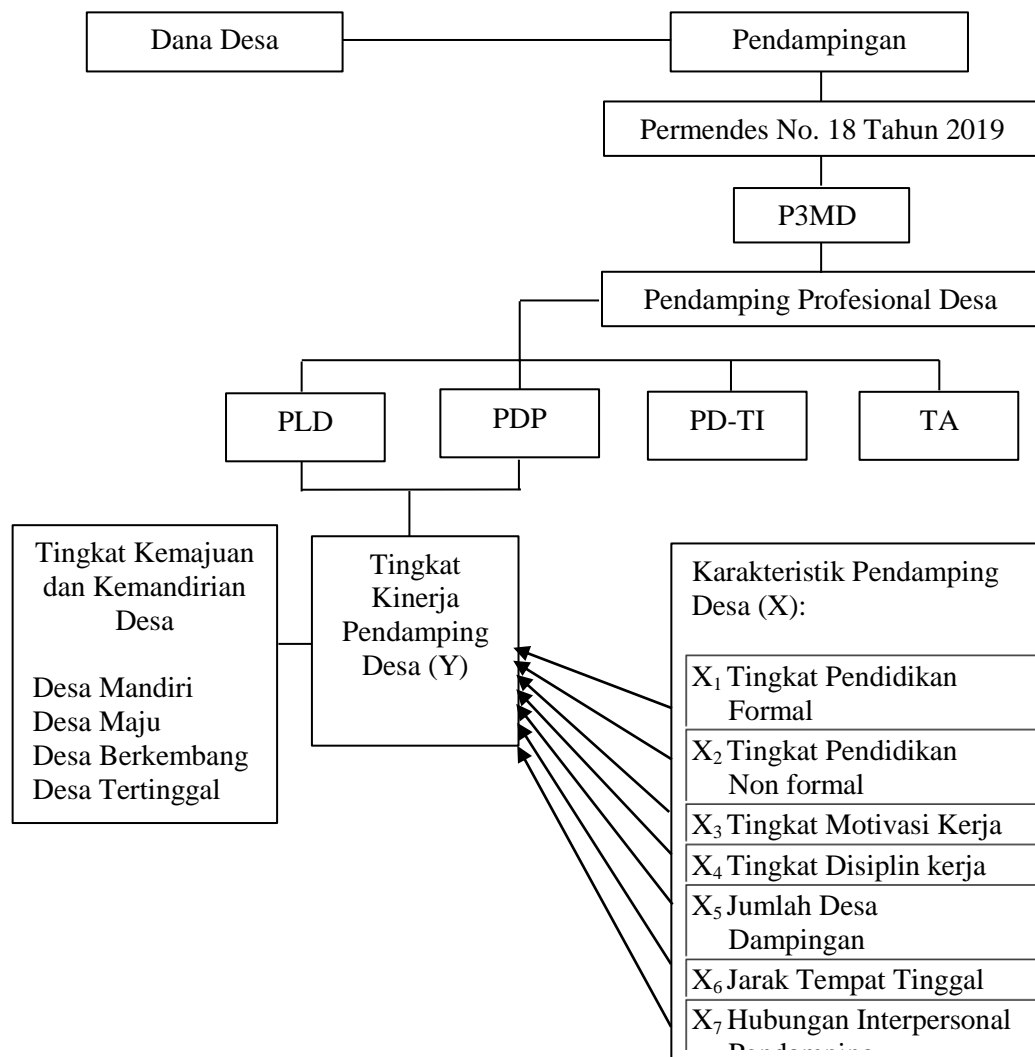 Dana Desa
Pendampingan
Permendes No. 18 Tahun 2019
P3MD
Pendamping Profesional Desa
PLD
PDP
PD-TI
TA
Tingkat Kemajuan
dan Kemandirian
Desa
Desa Mandiri
Desa Maju
Desa Berkembang
Desa Tertinggal
Tingkat
Kinerja
Pendamping
Desa (Y)
Karakteristik Pendamping
Desa (X):
X₁ Tingkat Pendidikan
Formal
X₂ Tingkat Pendidikan
Non formal
X₃ Tingkat Motivasi Kerja
X₄ Tingkat Disiplin kerja
X₅ Jumlah Desa
Dampingan
X₆ Jarak Tempat Tinggal
X₇ Hubungan Interpersonal